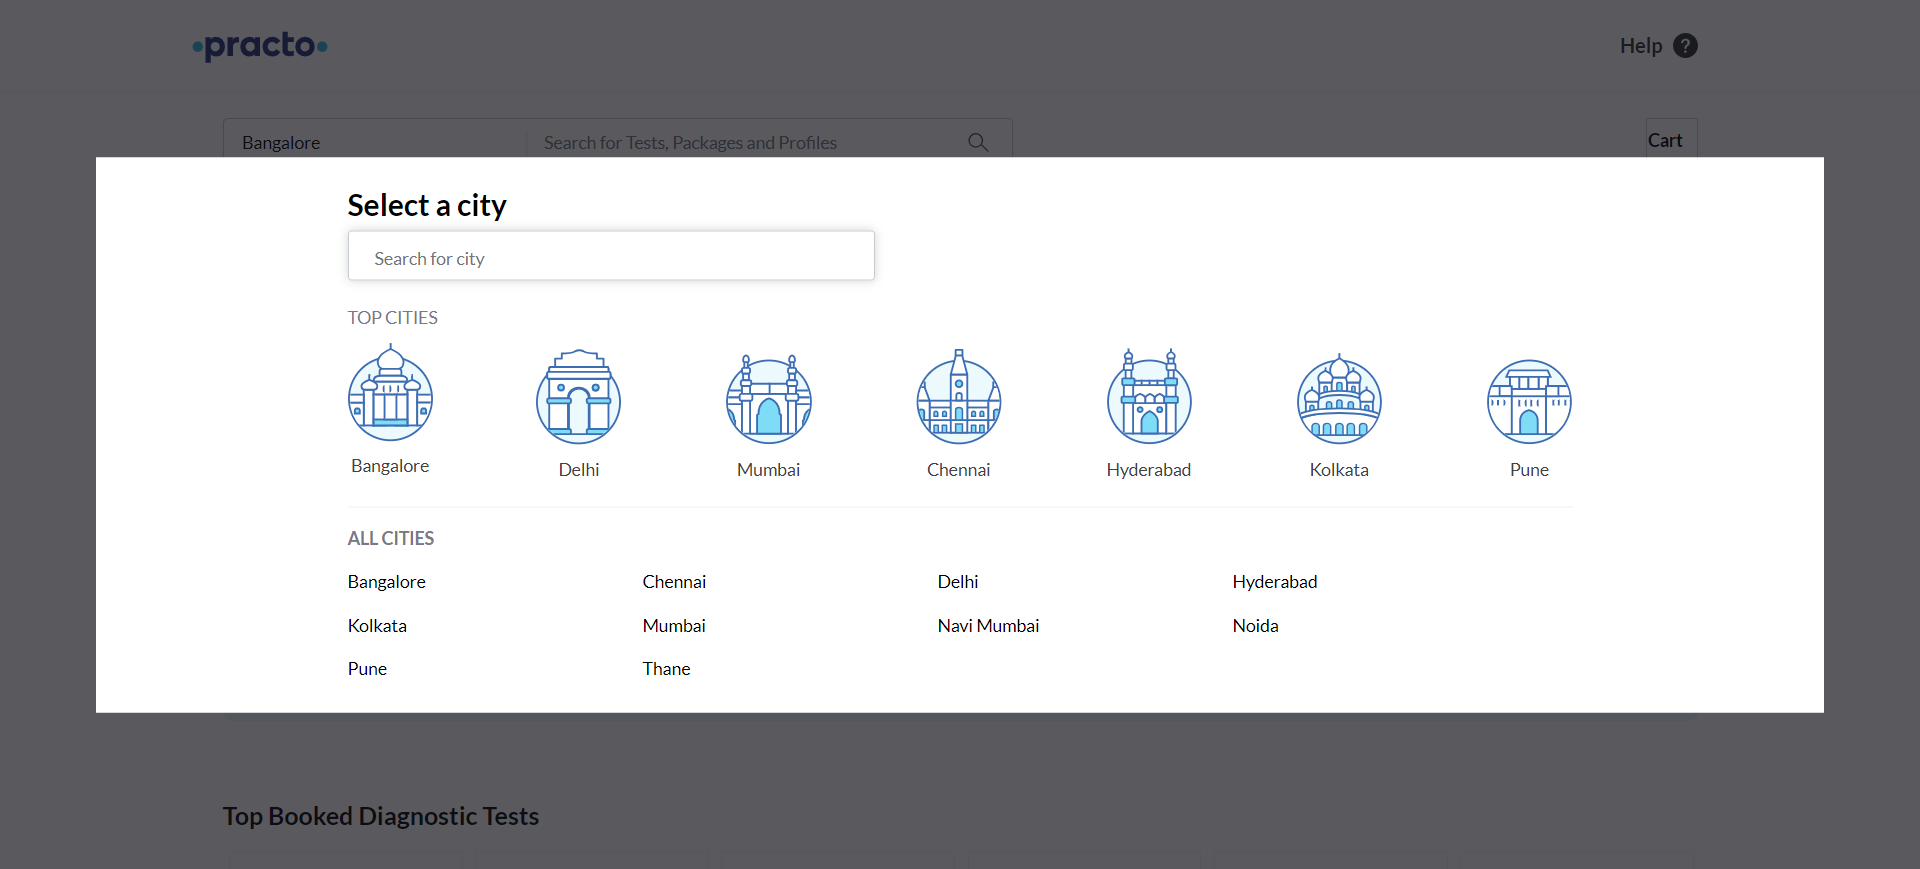 practo
Help ?
Bangalore
Search for Tests, Packages and Profiles
Cart
Select a city
Search for city
TOP CITIES
Bangalore
Delhi
Mumbai
Chennai
Hyderabad
Kolkata
Pune
ALL CITIES
Bangalore Chennai Delhi Hyderabad
Kolkata Mumbai Navi Mumbai Noida
Pune Thane
Top Booked Diagnostic Tests